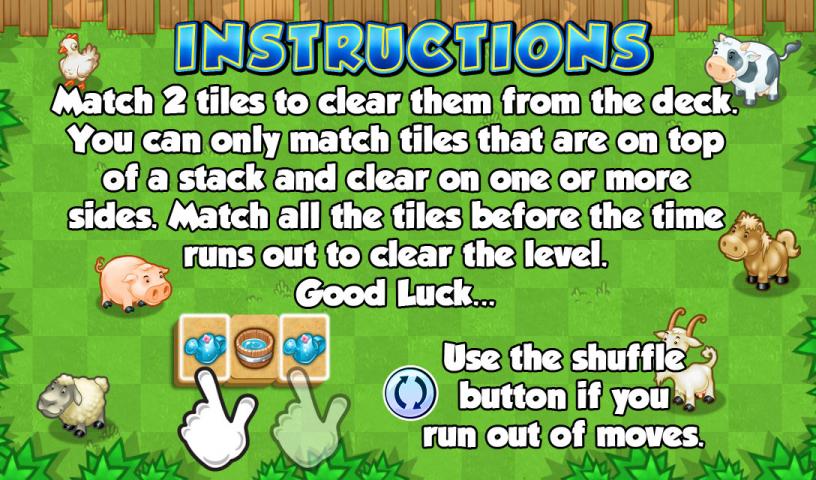 INSTRUCTIONS
Match 2 tiles to clear them from the deck.
You can only match tiles that are on top
of a stack and clear on one or more
sides. Match all the tiles before the time
runs out to clear the level.
Good Luck...
Use the shuffle
button if you
run out of moves.